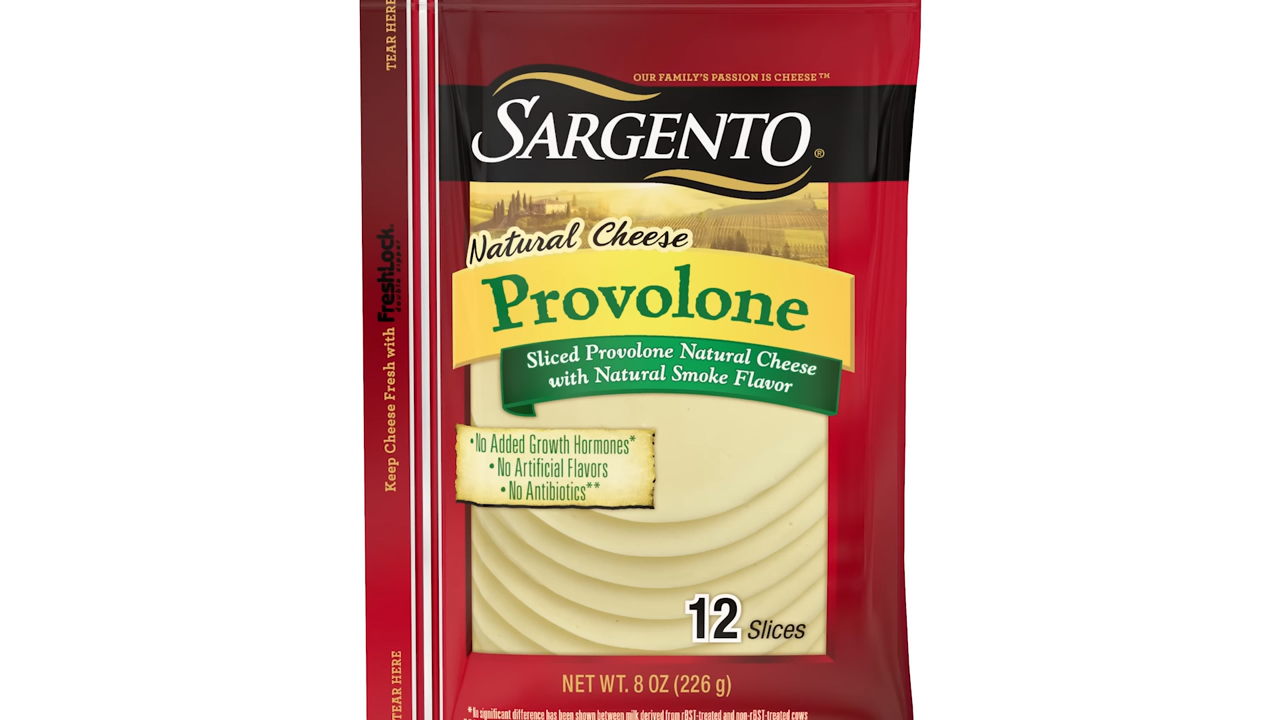 TEAR HERE
OUR FAMILY'S PASSION IS CHEESE™
SARGENTO®
Natural Cheese
Provolone
Sliced Provolone Natural Cheese
with Natural Smoke Flavor
•No Added Growth Hormones*
•No Artificial Flavors
•No Antibiotics**
12 Slices
NET WT. 8 OZ (226 g)
*No significant difference has been shown between milk derived from rBST-treated and non-rBST-treated cows
Keep Cheese Fresh with FreshLock.
double zipper
TEAR HERE